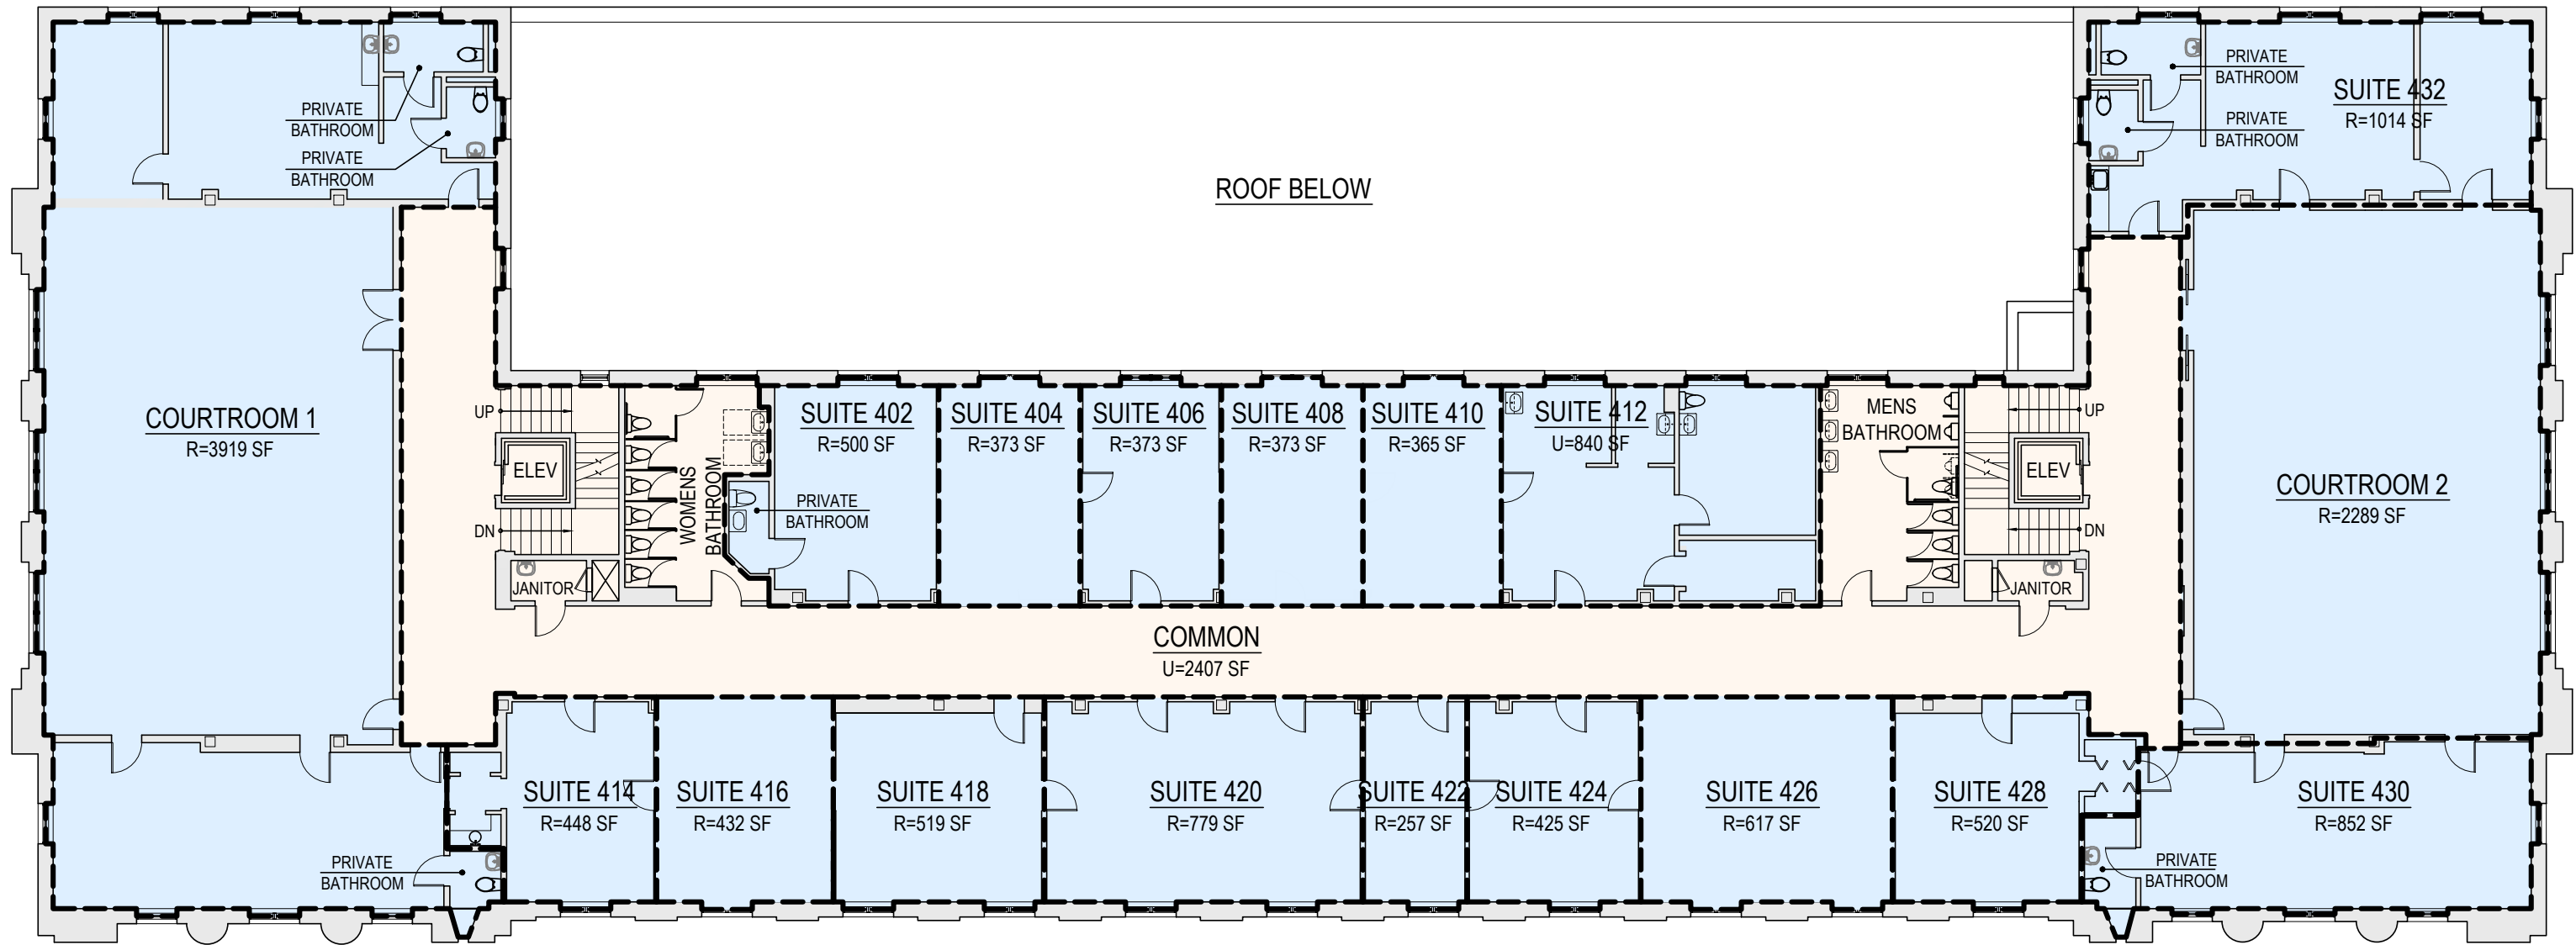 PRIVATE
BATHROOM
PRIVATE
BATHROOM
PRIVATE
BATHROOM
PRIVATE
BATHROOM
SUITE 432
R=1014 SF
ROOF BELOW
COURTROOM 1
R=3919 SF
UP
ELEV
DN
JANITOR
WOMENS
BATHROOM
SUITE 402
R=500 SF
PRIVATE
BATHROOM
SUITE 404
R=373 SF
SUITE 406
R=373 SF
SUITE 408
R=373 SF
SUITE 410
R=365 SF
SUITE 412
U=840 SF
MENS
BATHROOM
UP
ELEV
DN
JANITOR
COURTROOM 2
R=2289 SF
COMMON
U=2407 SF
PRIVATE
BATHROOM
SUITE 414
R=448 SF
SUITE 416
R=432 SF
SUITE 418
R=519 SF
SUITE 420
R=779 SF
SUITE 422
R=257 SF
SUITE 424
R=425 SF
SUITE 426
R=617 SF
SUITE 428
R=520 SF
SUITE 430
R=852 SF
PRIVATE
BATHROOM